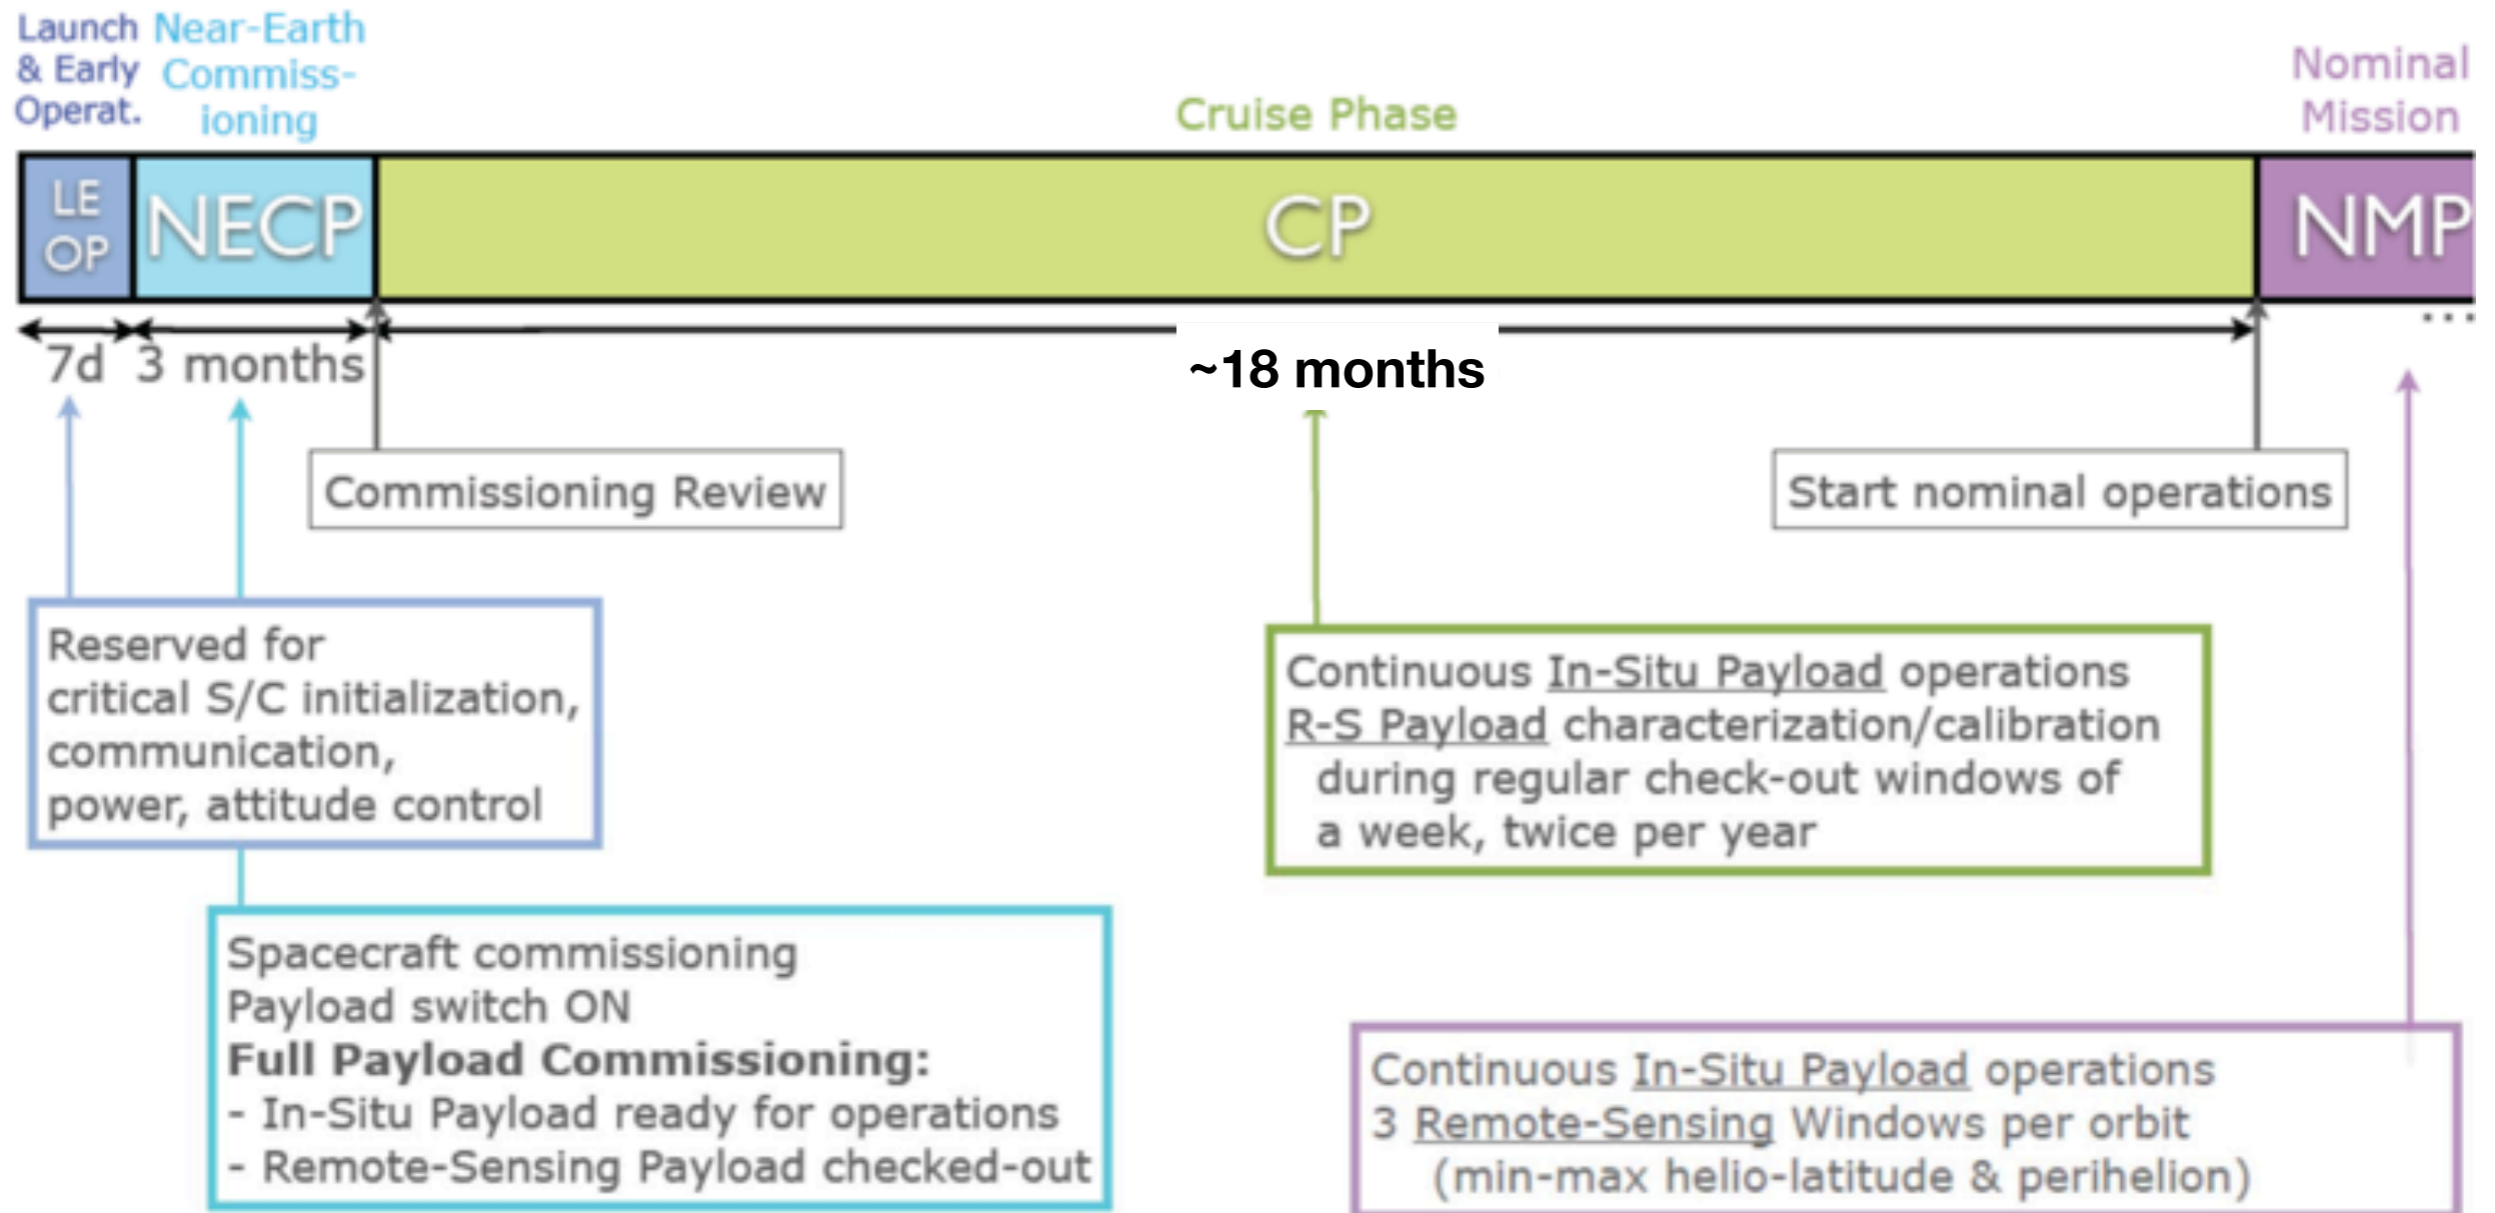 Launch
& Early
Operat.
Near-Earth
Commiss-
ioning
Cruise Phase
Nominal
Mission
LE
OP
NECP
CP
NMP
7d
3 months
~18 months
...
Commissioning Review
Start nominal operations
Reserved for
critical S/C initialization,
communication,
power, attitude control
Continuous In-Situ Payload operations
R-S Payload characterization/calibration
during regular check-out windows of
a week, twice per year
Spacecraft commissioning
Payload switch ON
Full Payload Commissioning:
- In-Situ Payload ready for operations
- Remote-Sensing Payload checked-out
Continuous In-Situ Payload operations
3 Remote-Sensing Windows per orbit
(min-max helio-latitude & perihelion)